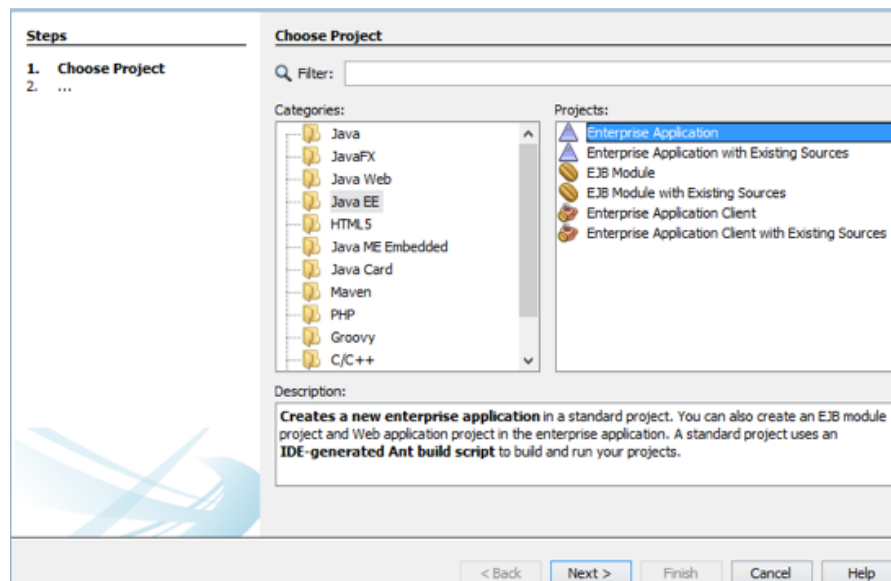 Steps
1. Choose Project
2. ...
Choose Project
Filter:
Categories:
Java
JavaFX
Java Web
Java EE
HTML5
Java ME Embedded
Java Card
Maven
PHP
Groovy
C/C++
Projects:
Enterprise Application
Enterprise Application with Existing Sources
EJB Module
EJB Module with Existing Sources
Enterprise Application Client
Enterprise Application Client with Existing Sources
Description:
Creates a new enterprise application in a standard project. You can also create an EJB module
project and Web application project in the enterprise application. A standard project uses an
IDE-generated Ant build script to build and run your projects.
< Back Next > Finish Cancel Help